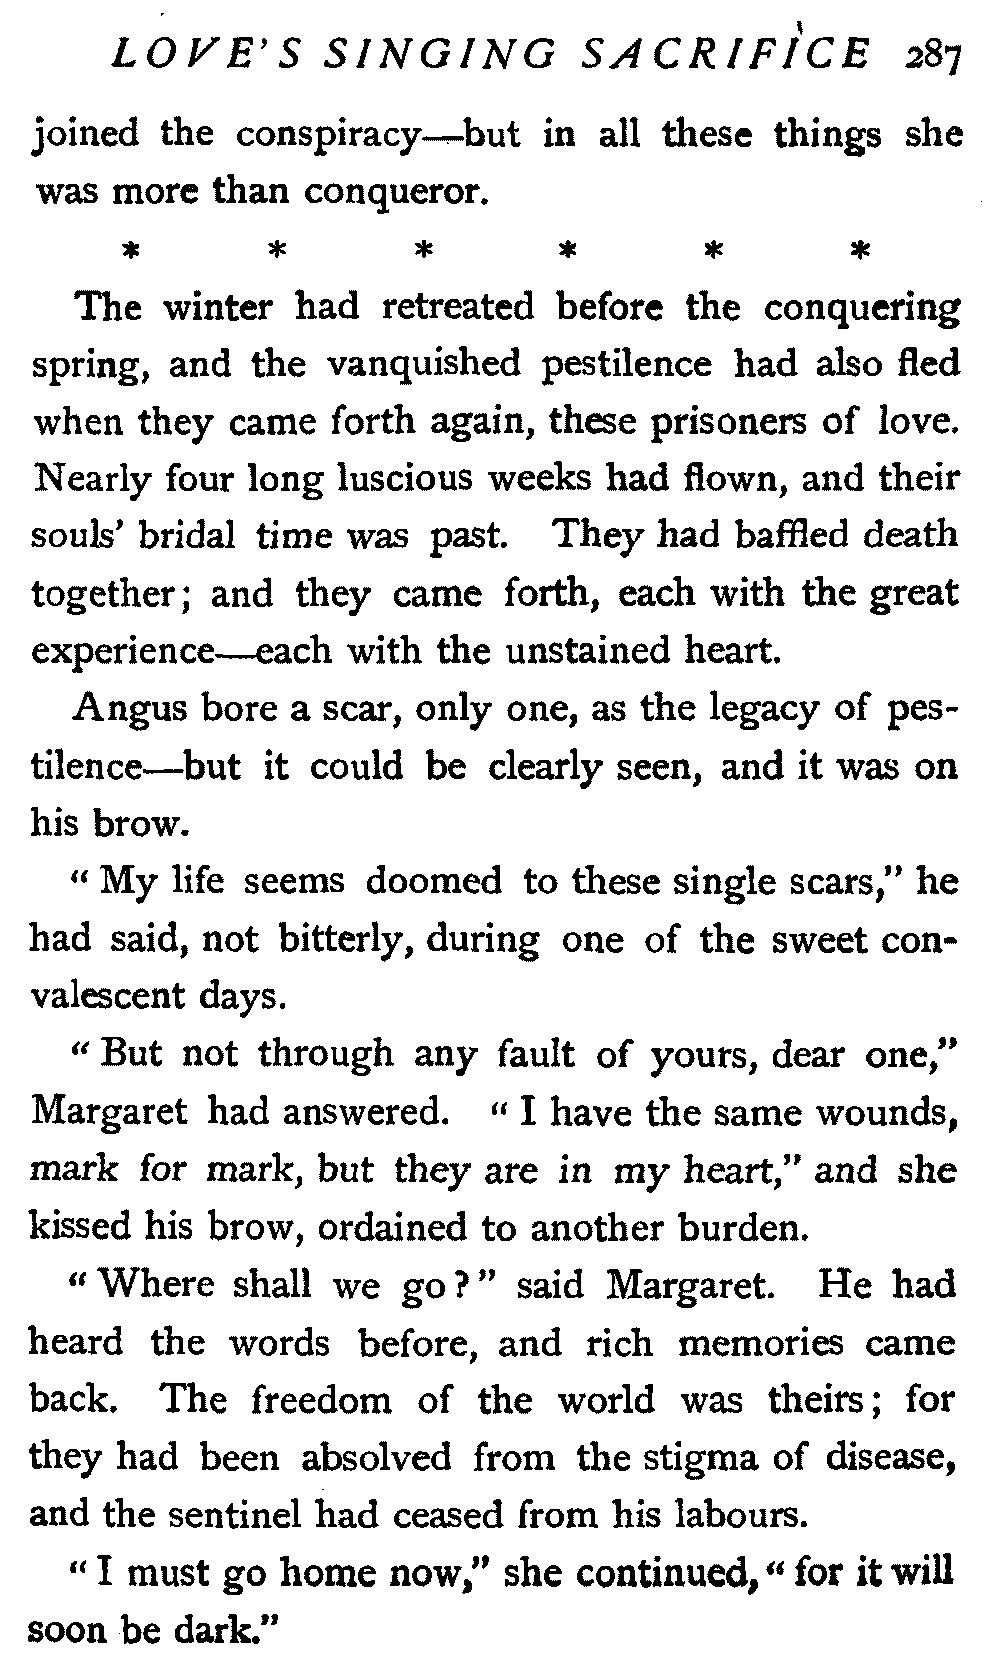 LOVE'S SINGING SACRIFICE 287
joined the conspiracy—but in all these things she
was more than conqueror.
* * * * * *
The winter had retreated before the conquering
spring, and the vanquished pestilence had also fled
when they came forth again, these prisoners of love.
Nearly four long luscious weeks had flown, and their
souls' bridal time was past. They had baffled death
together; and they came forth, each with the great
experience—each with the unstained heart.
Angus bore a scar, only one, as the legacy of pes-
tilence—but it could be clearly seen, and it was on
his brow.
"My life seems doomed to these single scars," he
had said, not bitterly, during one of the sweet con-
valescent days.
"But not through any fault of yours, dear one,"
Margaret had answered. "I have the same wounds,
mark for mark, but they are in my heart," and she
kissed his brow, ordained to another burden.
"Where shall we go?" said Margaret. He had
heard the words before, and rich memories came
back. The freedom of the world was theirs; for
they had been absolved from the stigma of disease,
and the sentinel had ceased from his labours.
"I must go home now," she continued, "for it will
soon be dark."